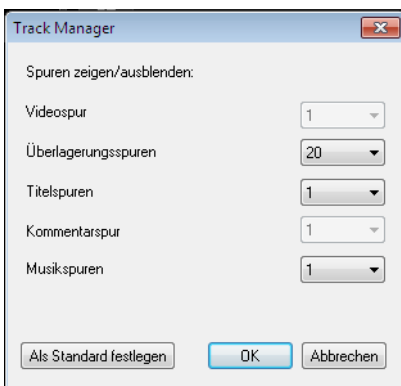 Track Manager
Spuren zeigen/ausblenden:
Videospur 1
Überlagerungsspuren 20
Titelspuren 1
Kommentarspur 1
Musikspuren 1
Als Standard festlegen OK Abbrechen